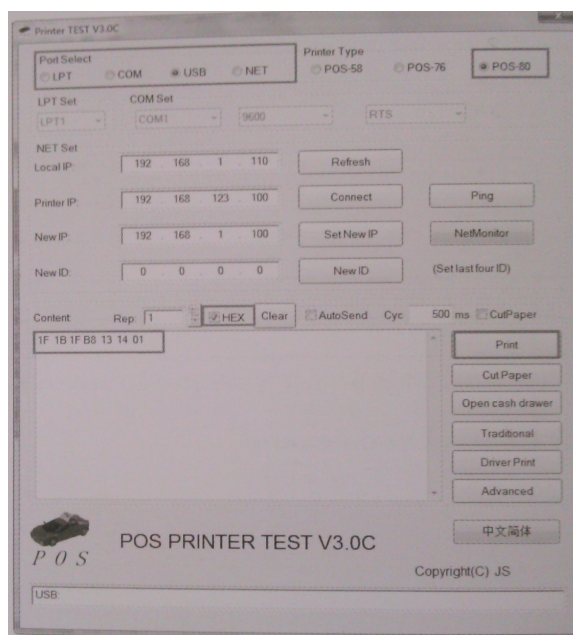 Printer TEST V3.0C
Port Select
LPT COM USB NET
Printer Type
POS-58 POS-76 POS-80
LPT Set COM Set
LPT1 COM1 9600 RTS
NET Set
Local IP: 192 . 168 . 1 . 110 Refresh
Printer IP: 192 . 168 . 123 . 100 Connect Ping
New IP: 192 . 168 . 1 . 100 Set New IP NetMonitor
New ID: 0 . 0 . 0 . 0 New ID (Set last four ID)
Content Rep: 1 HEX Clear AutoSend Cyc 500 ms CutPaper
1F 1B 1F B8 13 14 01
Print
Cut Paper
Open cash drawer
Traditional
Driver Print
Advanced
中文简体
POS
POS PRINTER TEST V3.0C
Copyright(C) JS
USB: